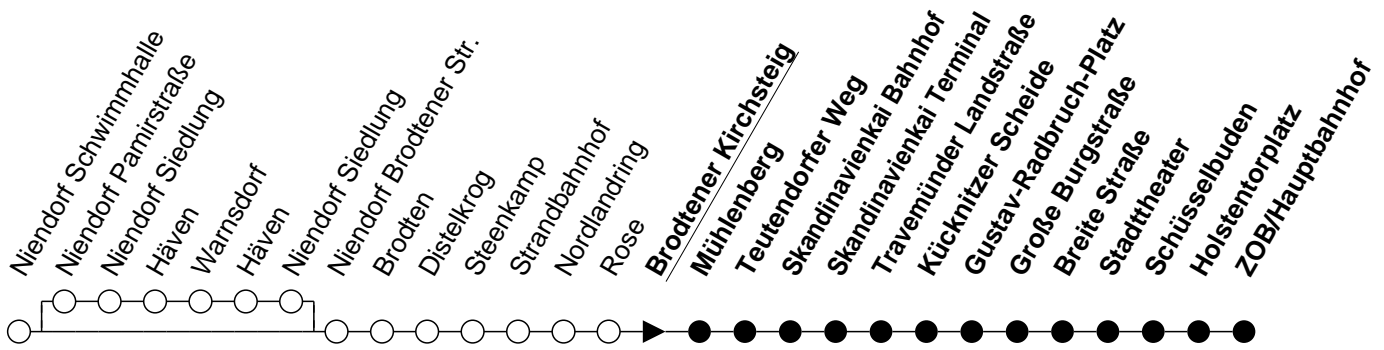 Niendorf Schwimmhalle
Niendorf Pamirstraße
Niendorf Siedlung
Häven
Warnsdorf
Häven
Niendorf Siedlung
Niendorf Brodtener Str.
Brodten
Distelkrog
Steenkamp
Strandbahnhof
Nordlandring
Rose
Brodtener Kirchsteig
Mühlenberg
Teutendorfer Weg
Skandinavienkai Bahnhof
Skandinavienkai Terminal
Travemünder Landstraße
Kücknitzer Scheide
Gustav-Radbruch-Platz
Große Burgstraße
Breite Straße
Stadttheater
Schüsselbuden
Holstentorplatz
ZOB/Hauptbahnhof